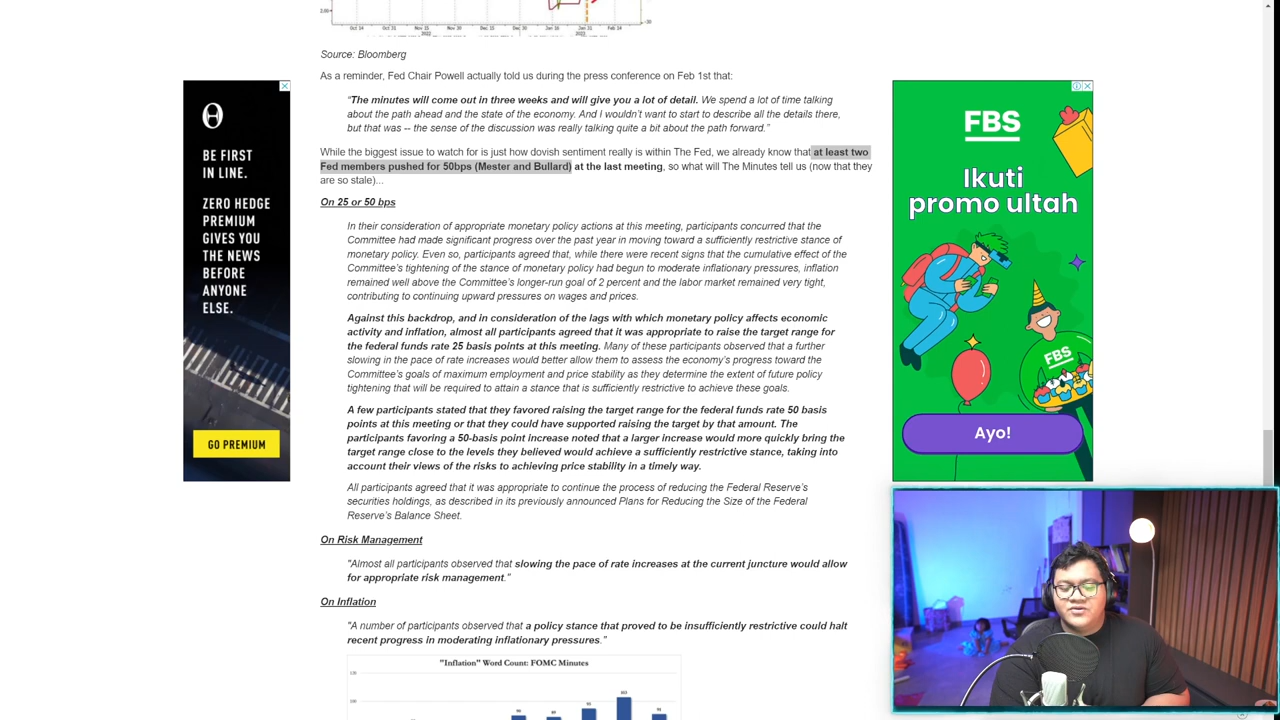 2.00
-30
Oct 14
Oct 31
Nov 15
Nov 30
Dec 15
Dec 30
Jan 16
Jan 31
Feb 14
2022
2023
Source: Bloomberg
As a reminder, Fed Chair Powell actually told us during the press conference on Feb 1st that:
"The minutes will come out in three weeks and will give you a lot of detail. We spend a lot of time talking
about the path ahead and the state of the economy. And I wouldn't want to start to describe all the details there,
but that was -- the sense of the discussion was really talking quite a bit about the path forward."
While the biggest issue to watch for is just how dovish sentiment really is within The Fed, we already know that at least two
Fed members pushed for 50bps (Mester and Bullard) at the last meeting, so what will The Minutes tell us (now that they
are so stale)...
On 25 or 50 bps
In their consideration of appropriate monetary policy actions at this meeting, participants concurred that the
Committee had made significant progress over the past year in moving toward a sufficiently restrictive stance of
monetary policy. Even so, participants agreed that, while there were recent signs that the cumulative effect of the
Committee's tightening of the stance of monetary policy had begun to moderate inflationary pressures, inflation
remained well above the Committee's longer-run goal of 2 percent and the labor market remained very tight,
contributing to continuing upward pressures on wages and prices.
Against this backdrop, and in consideration of the lags with which monetary policy affects economic
activity and inflation, almost all participants agreed that it was appropriate to raise the target range for
the federal funds rate 25 basis points at this meeting. Many of these participants observed that a further
slowing in the pace of rate increases would better allow them to assess the economy's progress toward the
Committee's goals of maximum employment and price stability as they determine the extent of future policy
tightening that will be required to attain a stance that is sufficiently restrictive to achieve these goals.
A few participants stated that they favored raising the target range for the federal funds rate 50 basis
points at this meeting or that they could have supported raising the target by that amount. The
participants favoring a 50-basis point increase noted that a larger increase would more quickly bring the
target range close to the levels they believed would achieve a sufficiently restrictive stance, taking into
account their views of the risks to achieving price stability in a timely way.
All participants agreed that it was appropriate to continue the process of reducing the Federal Reserve's
securities holdings, as described in its previously announced Plans for Reducing the Size of the Federal
Reserve's Balance Sheet.
On Risk Management
"Almost all participants observed that slowing the pace of rate increases at the current juncture would allow
for appropriate risk management."
On Inflation
"A number of participants observed that a policy stance that proved to be insufficiently restrictive could halt
recent progress in moderating inflationary pressures."
"Inflation" Word Count: FOMC Minutes
BE FIRST
IN LINE.
ZERO HEDGE
PREMIUM
GIVES YOU
THE NEWS
BEFORE
ANYONE
ELSE.
GO PREMIUM
FBS
Ikuti
promo ultah
FBS
Ayo!